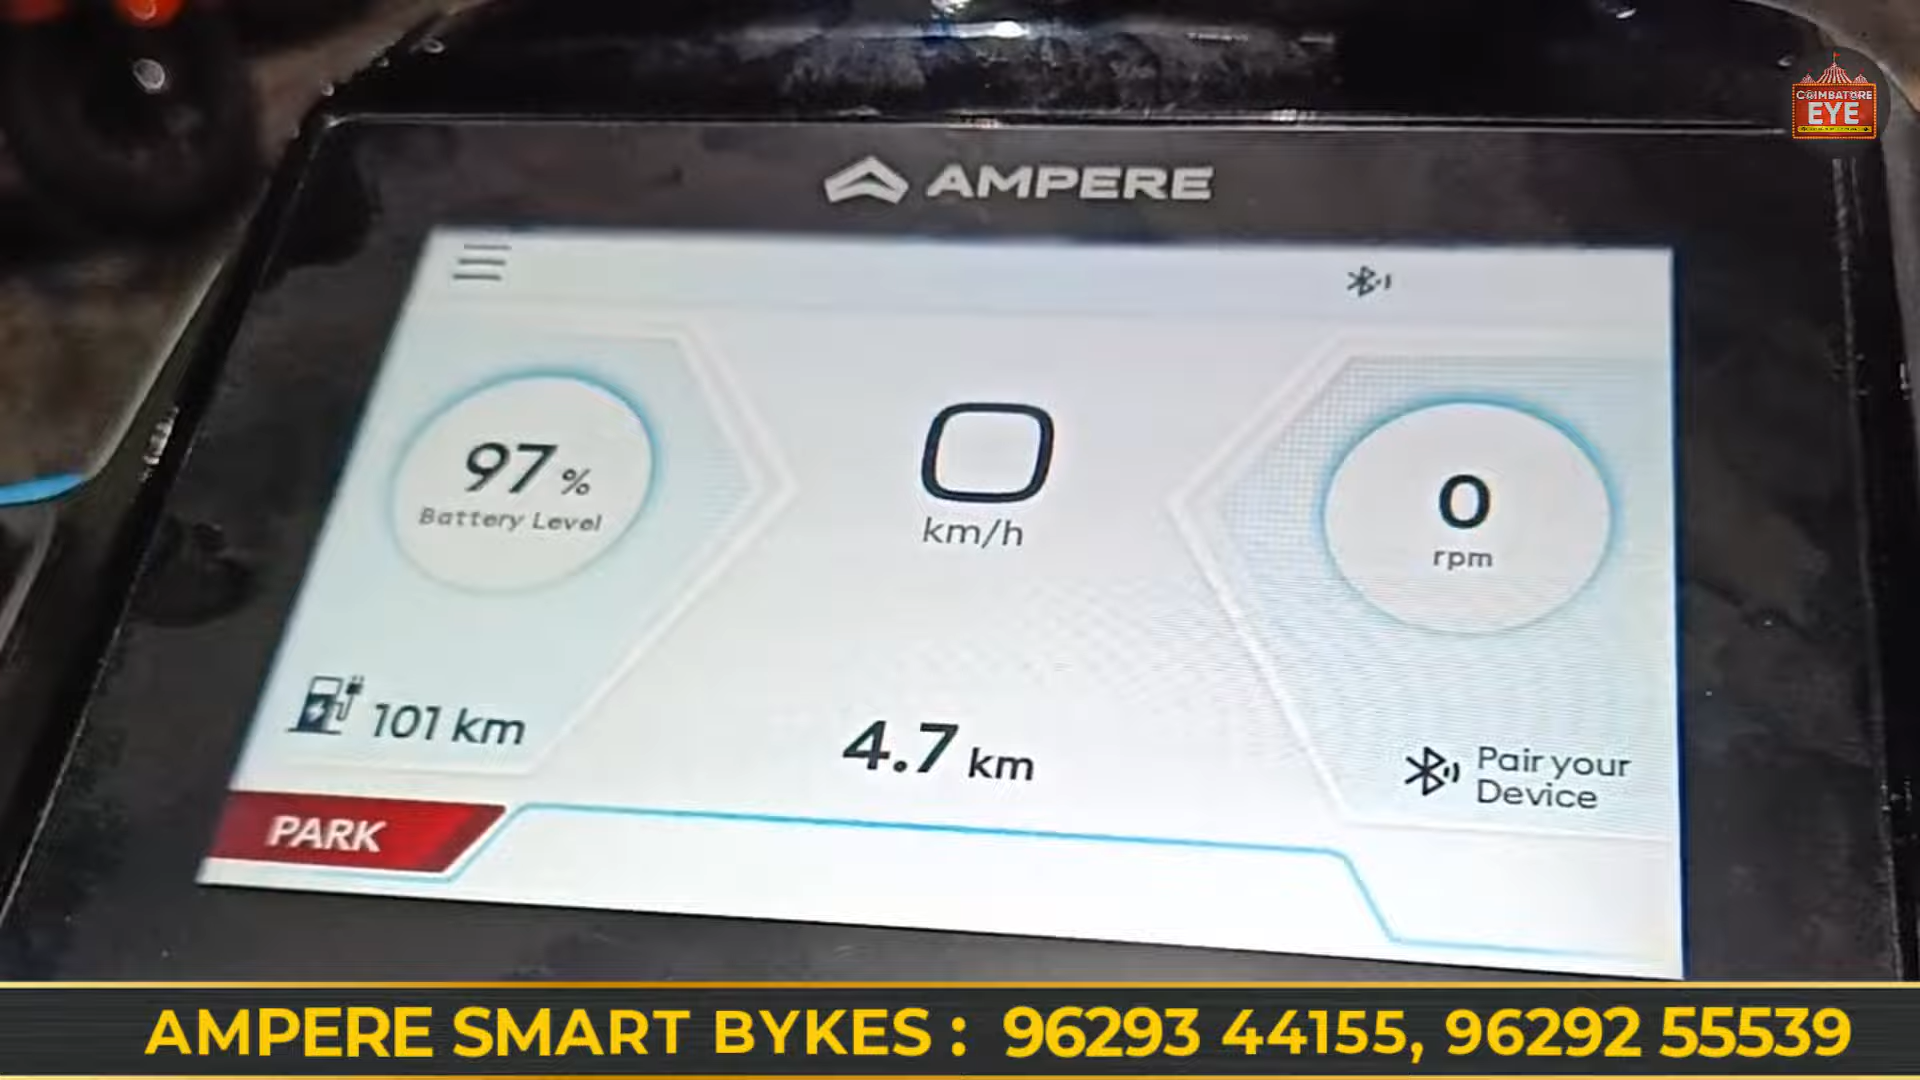 COIMBATORE
EYE
AMPERE
97 %
Battery Level
0
km/h
0
rpm
101 km
4.7 km
Pair your
Device
PARK
AMPERE SMART BYKES : 96293 44155, 96292 55539